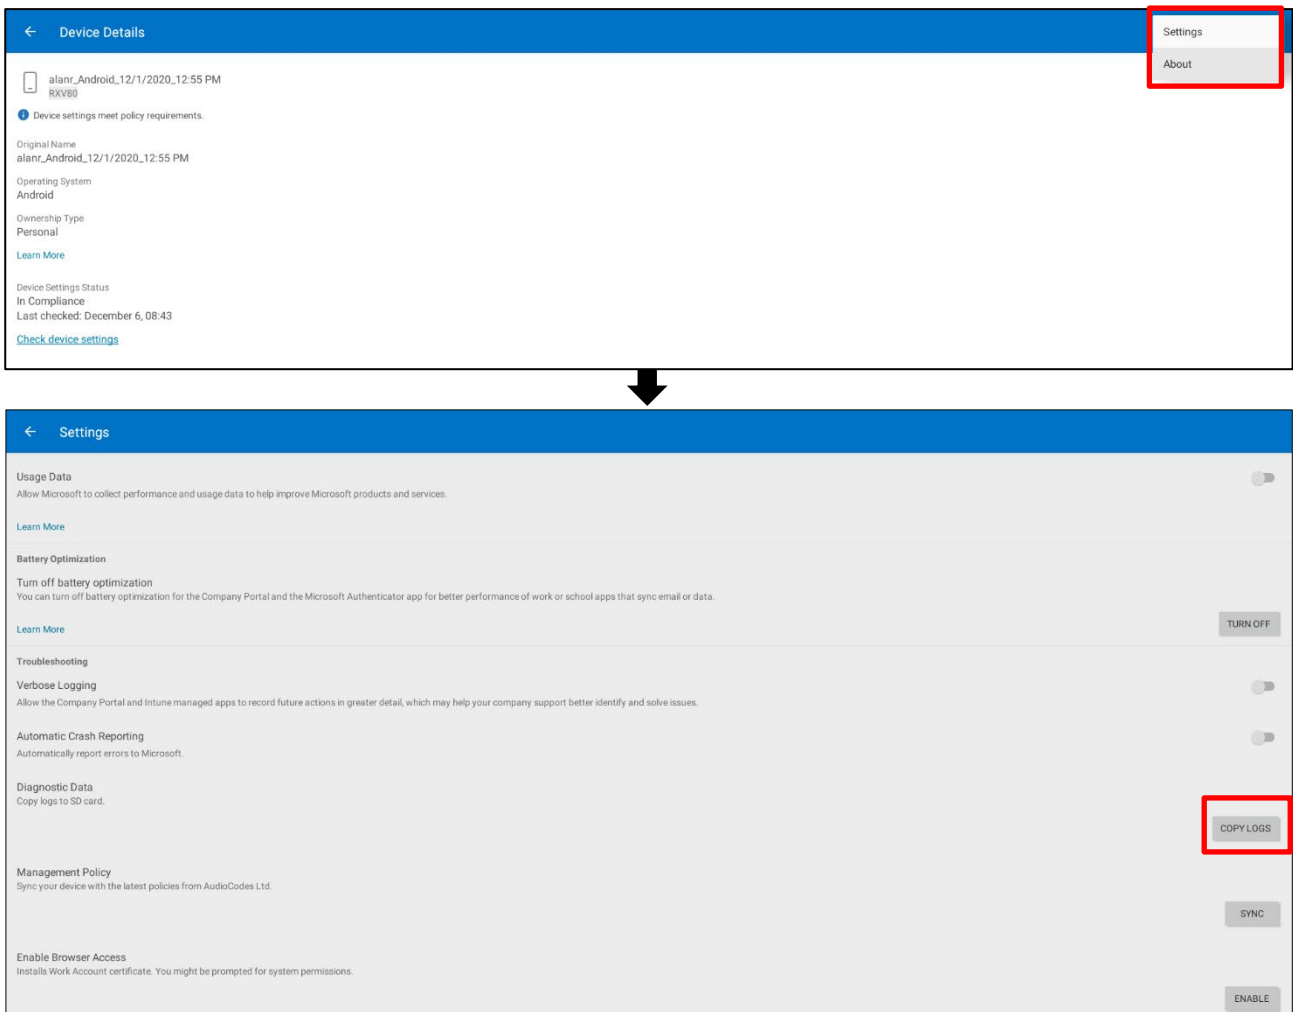 Device Details
Settings
About
alanr_Android_12/1/2020_12:55 PM
RXV80
Device settings meet policy requirements.
Original Name
alanr_Android_12/1/2020_12:55 PM
Operating System
Android
Ownership Type
Personal
Learn More
Device Settings Status
In Compliance
Last checked: December 6, 08:43
Check device settings
Settings
Usage Data
Allow Microsoft to collect performance and usage data to help improve Microsoft products and services.
Learn More
Battery Optimization
Turn off battery optimization
You can turn off battery optimization for the Company Portal and the Microsoft Authenticator app for better performance of work or school apps that sync email or data.
TURN OFF
Learn More
Troubleshooting
Verbose Logging
Allow the Company Portal and Intune managed apps to record future actions in greater detail, which may help your company support better identify and solve issues.
Automatic Crash Reporting
Automatically report errors to Microsoft.
Diagnostic Data
Copy logs to SD card.
COPY LOGS
Management Policy
Sync your device with the latest policies from AudioCodes Ltd.
SYNC
Enable Browser Access
Installs Work Account certificate. You might be prompted for system permissions.
ENABLE